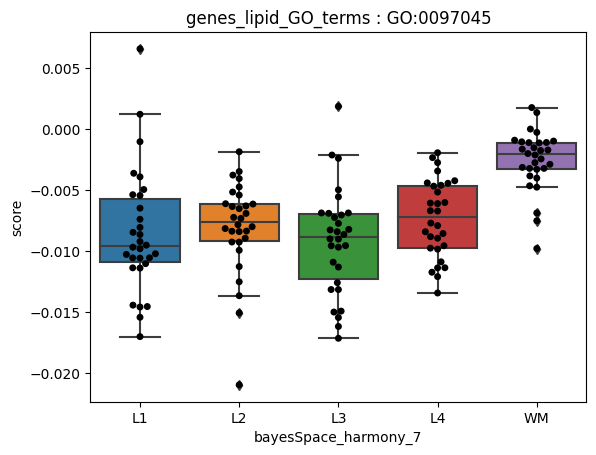 genes_lipid_GO_terms : GO:0097045
0.005
0.000
−0.005
−0.010
−0.015
−0.020
score
L1 L2 L3 L4 WM
bayesSpace_harmony_7